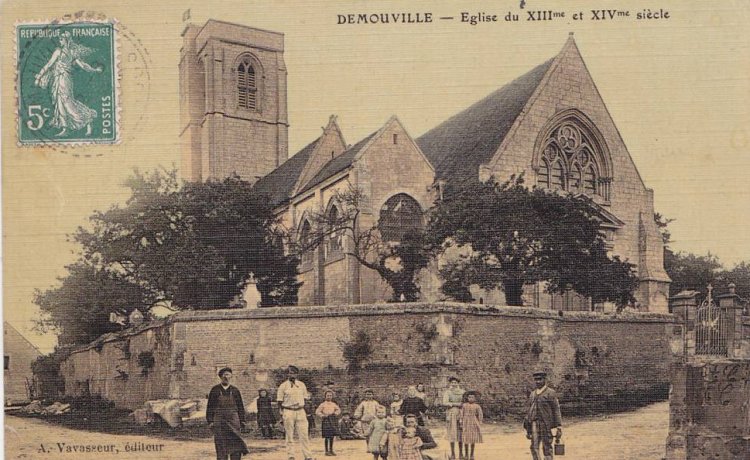 DEMOUVILLE — Eglise du XIIIme et XIVme siècle
REPUBLIQUE FRANÇAISE
5c
POSTES
A. Vavasseur, éditeur